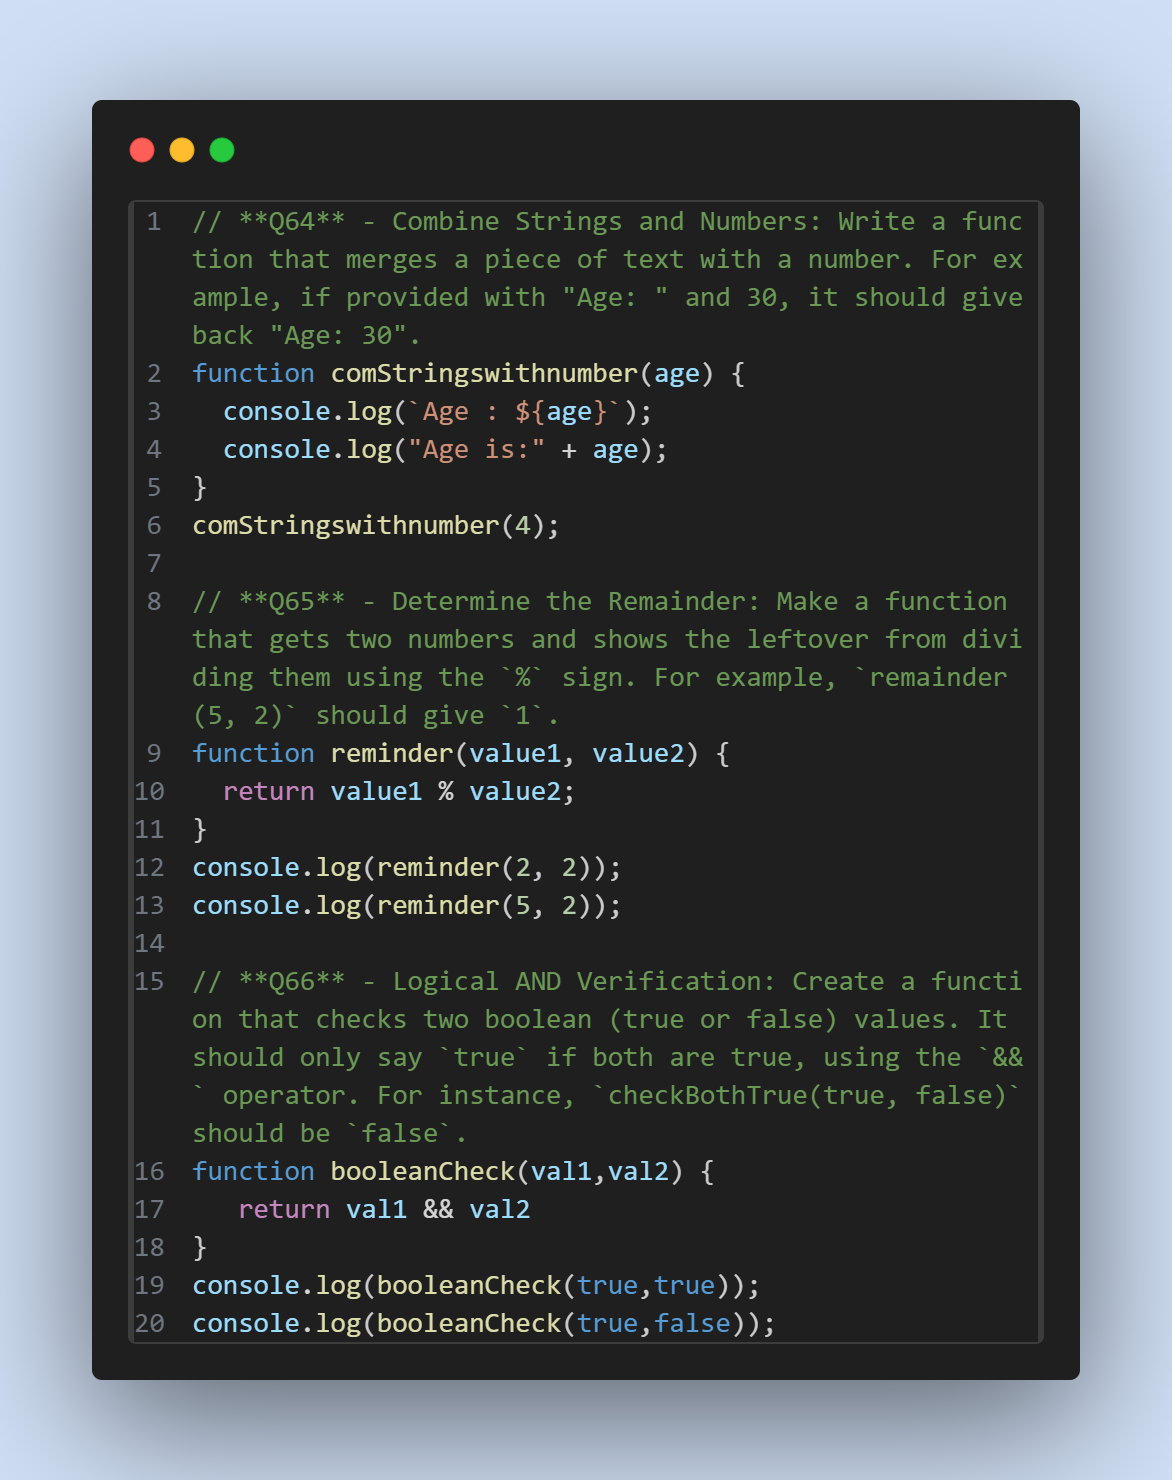 1 // **Q64** - Combine Strings and Numbers: Write a func
tion that merges a piece of text with a number. For ex
ample, if provided with "Age: " and 30, it should give
back "Age: 30".
2 function comStringswithnumber(age) {
3   console.log(`Age : ${age}`);
4   console.log("Age is:" + age);
5 }
6 comStringswithnumber(4);
7
8 // **Q65** - Determine the Remainder: Make a function
that gets two numbers and shows the leftover from divi
ding them using the `%` sign. For example, `remainder
(5, 2)` should give `1`.
9 function reminder(value1, value2) {
10   return value1 % value2;
11 }
12 console.log(reminder(2, 2));
13 console.log(reminder(5, 2));
14
15 // **Q66** - Logical AND Verification: Create a functi
on that checks two boolean (true or false) values. It
should only say `true` if both are true, using the `&&
` operator. For instance, `checkBothTrue(true, false)`
should be `false`.
16 function booleanCheck(val1,val2) {
17    return val1 && val2
18 }
19 console.log(booleanCheck(true,true));
20 console.log(booleanCheck(true,false));